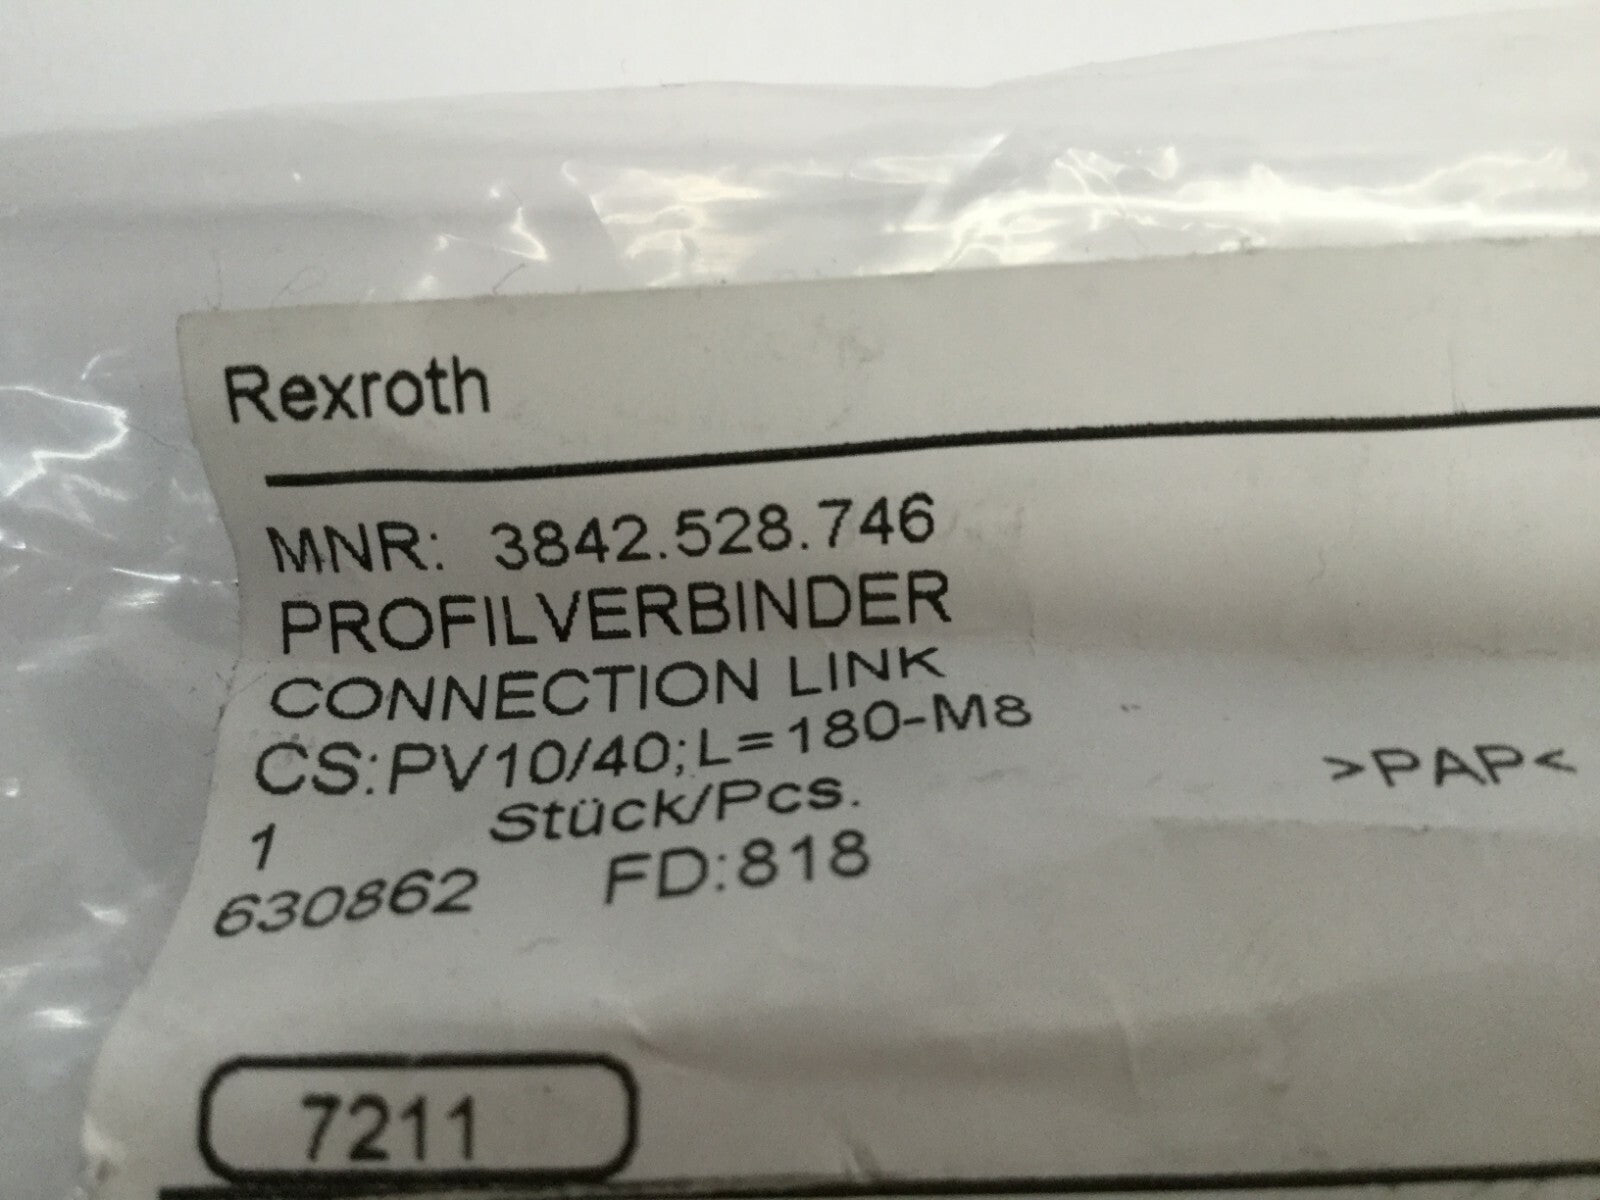 Rexroth
MNR: 3842.528.746
PROFILVERBINDER
CONNECTION LINK
CS:PV10/40;L=180-M8
>PAP<
1 Stück/Pcs.
630862 FD:818
7211